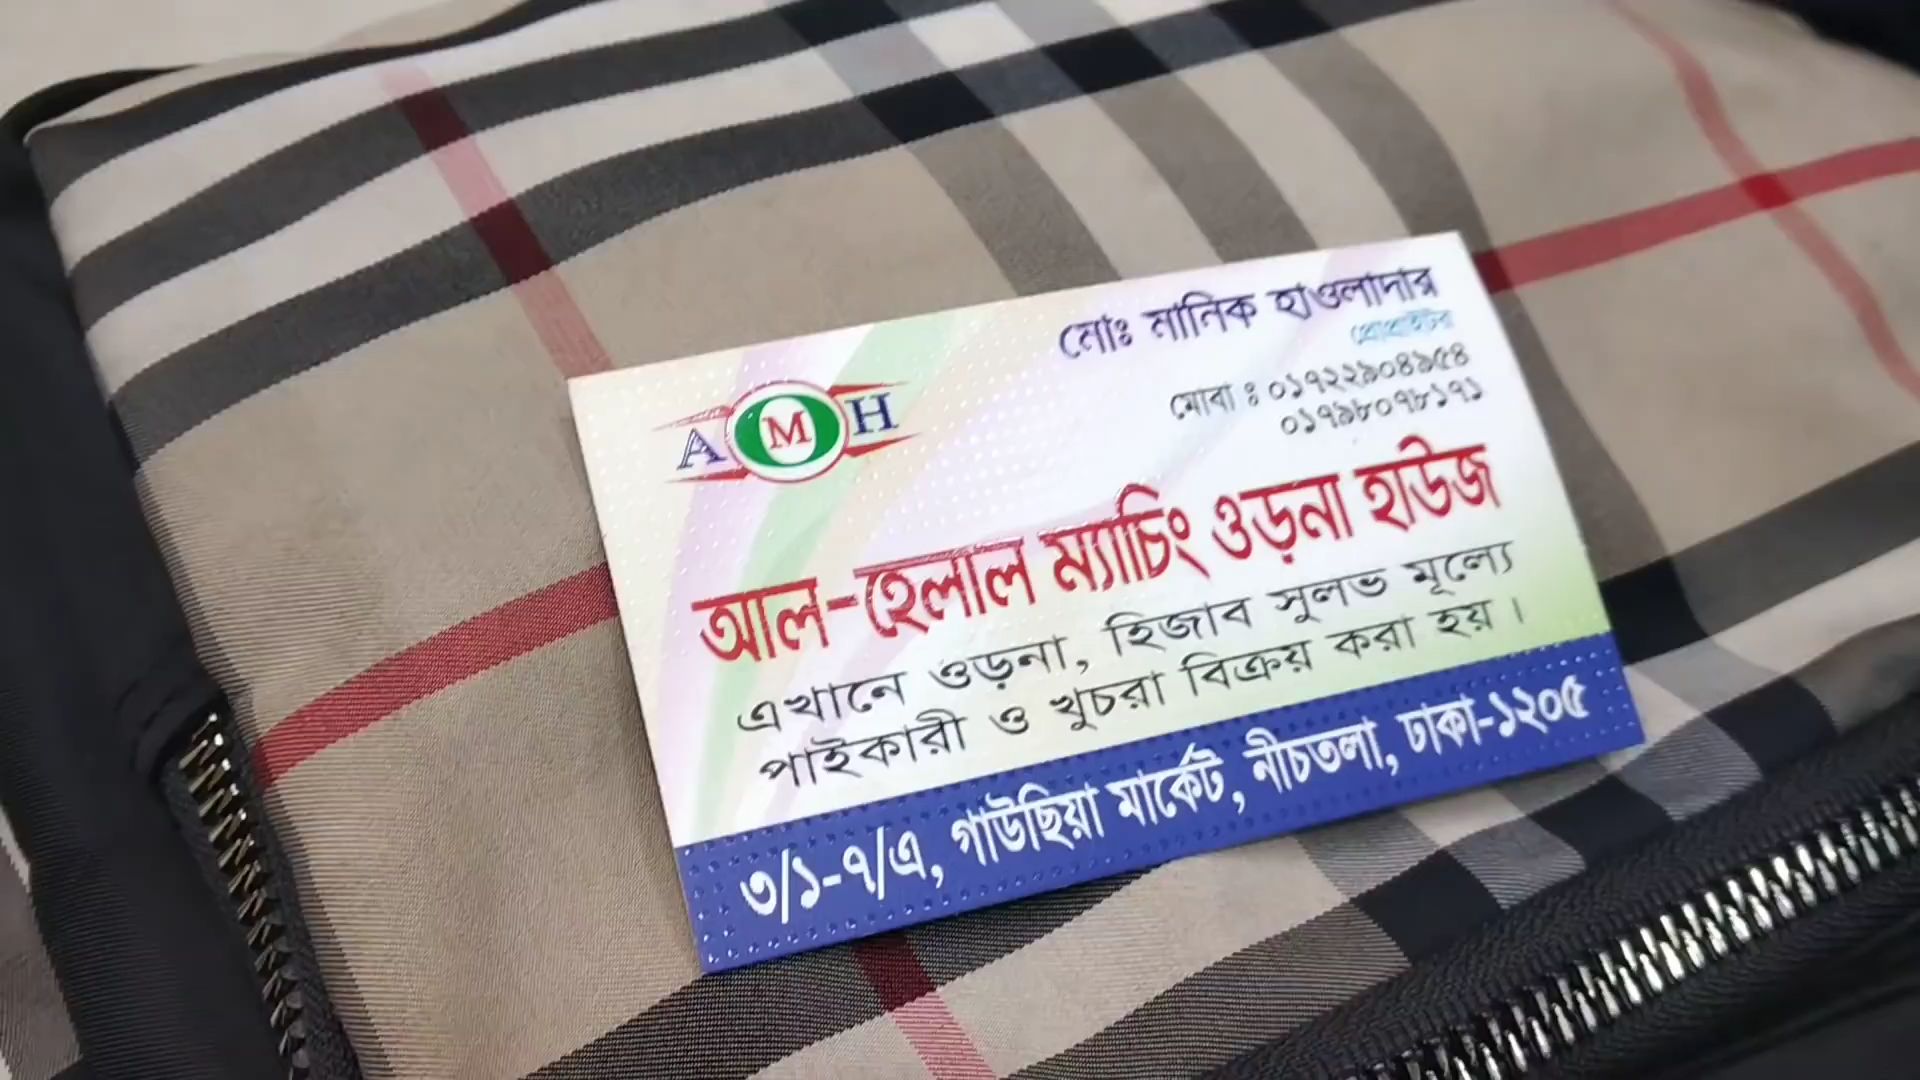 A M H
মোঃ মানিক হাওলাদার
প্রোপ্রাইটর
মোবা ঃ ০১৭২২৯০৪৯৫৪
০১৭৯৮০৭৮১৭১
আল-হেলাল ম্যাচিং ওড়না হাউজ
এখানে ওড়না, হিজাব সুলভ মূল্যে
পাইকারী ও খুচরা বিক্রয় করা হয়।
৩/১-৭/এ, গাউছিয়া মার্কেট, নীচতলা, ঢাকা-১২০৫